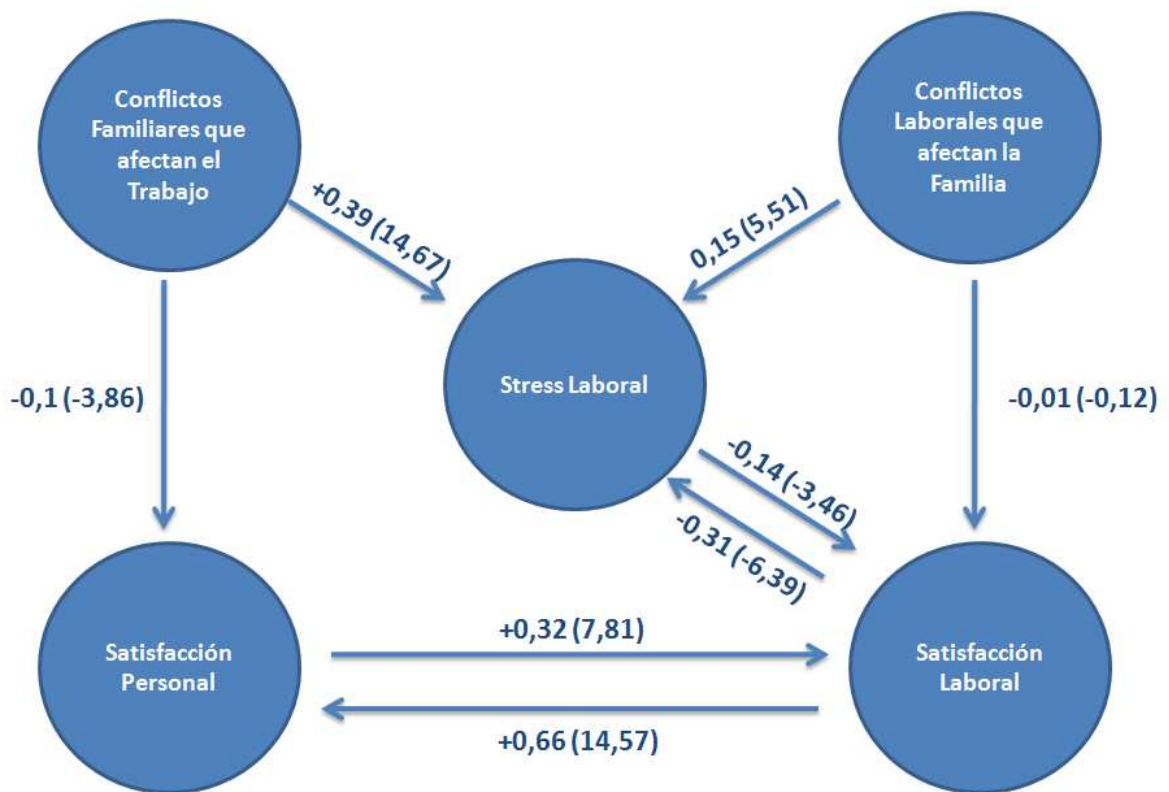 Conflictos
Familiares que
afectan el
Trabajo
Conflictos
Laborales que
afectan la
Familia
+0,39 (14,67)
0,15 (5,51)
Stress Laboral
-0,1 (-3,86)
-0,01 (-0,12)
-0,14 (-3,46)
-0,31 (-6,39)
+0,32 (7,81)
Satisfacción
Personal
Satisfacción
Laboral
+0,66 (14,57)